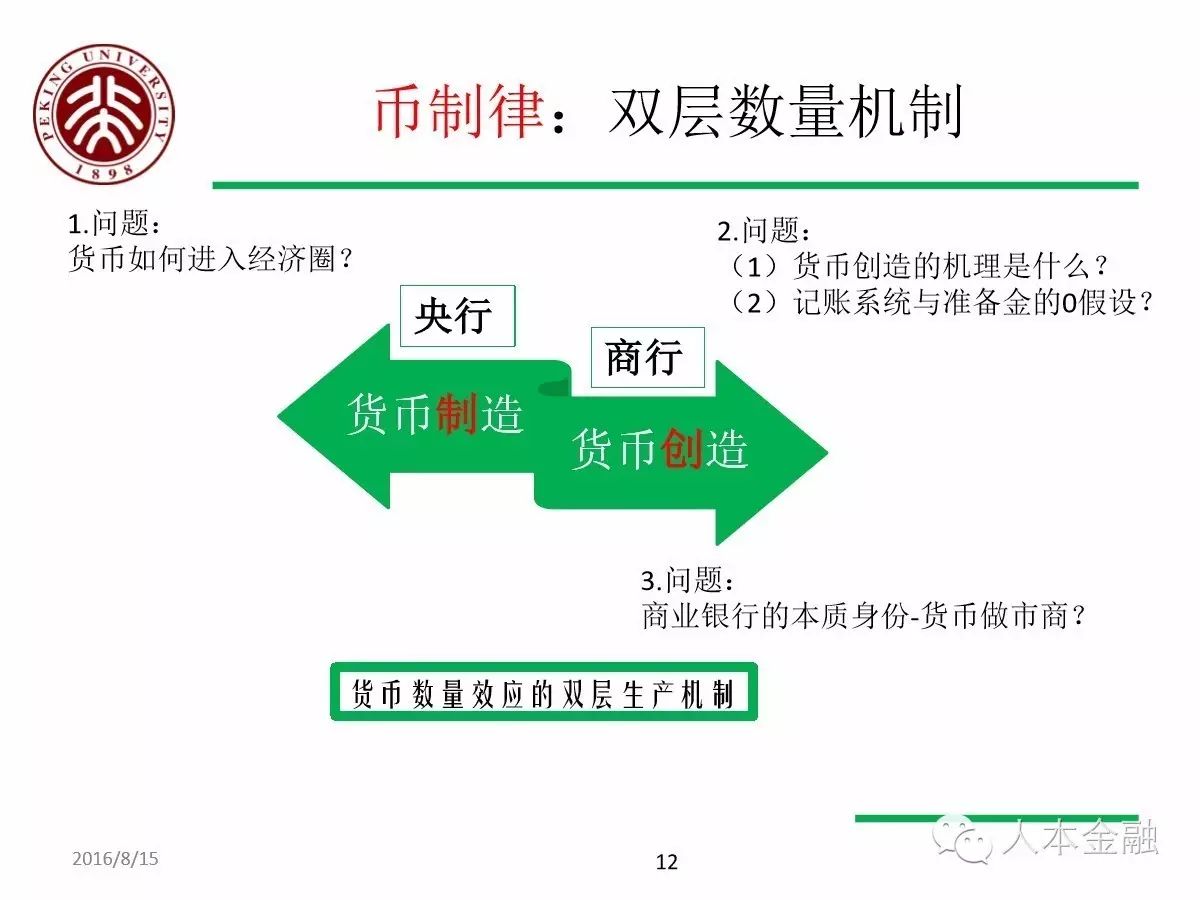 PEKING UNIVERSITY
1898
币制律：双层数量机制
1.问题：
货币如何进入经济圈？
2.问题：
（1）货币创造的机理是什么？
（2）记账系统与准备金的0假设？
央行
商行
货币制造
货币创造
3.问题：
商业银行的本质身份-货币做市商？
货币数量效应的双层生产机制
人本金融
2016/8/15
12